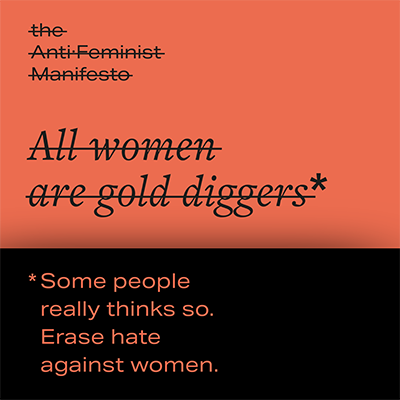 the
Anti-Feminist
Manifesto
All women
are gold diggers*
*Some people
really thinks so.
Erase hate
against women.